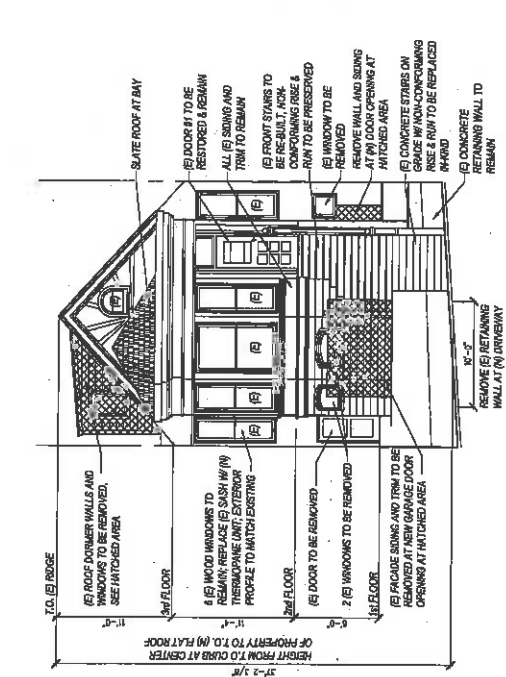 T.O. (E) RIDGE
(E) ROOF DORMER WALLS AND
WINDOWS TO BE REMOVED,
SEE HATCHED AREA
11'-0"
3rd FLOOR
6 (E) WOOD WINDOWS TO
REMAIN; REPLACE (E) SASH W/ (N)
THERMOPANE UNIT; EXTERIOR
PROFILE TO MATCH EXISTING
11'-4"
2nd FLOOR
(E) DOOR TO BE REMOVED
2 (E) WINDOWS TO BE REMOVED
6'-0"
1st FLOOR
(E) FACADE SIDING AND TRIM TO BE
REMOVED AT NEW GARAGE DOOR
OPENING AT HATCHED AREA
HEIGHT FROM T.O CURB AT CENTER
OF PROPERTY TO T.O. (N) FLAT ROOF
37'-2 3/8"
(E)
(E)
(E)
(E)
(E)
(E)
(E)
10'-0"
REMOVE (E) RETAINING
WALL AT (N) DRIVEWAY
SLATE ROOF AT BAY
(E) DOOR #1 TO BE
RESTORED & REMAIN
ALL (E) SIDING AND
TRIM TO REMAIN
(E) FRONT STAIRS TO
BE RE-BUILT, NON-
CONFORMING RISE &
RUN TO BE PRESERVED
(E) WINDOW TO BE
REMOVED
REMOVE WALL AND SIDING
AT (N) DOOR OPENING AT
HATCHED AREA
(E) CONCRETE STAIRS ON
GRADE W/ NON-CONFORMING
RISE & RUN TO BE REPLACED
IN-KIND
(E) CONCRETE
RETAINING WALL TO
REMAIN